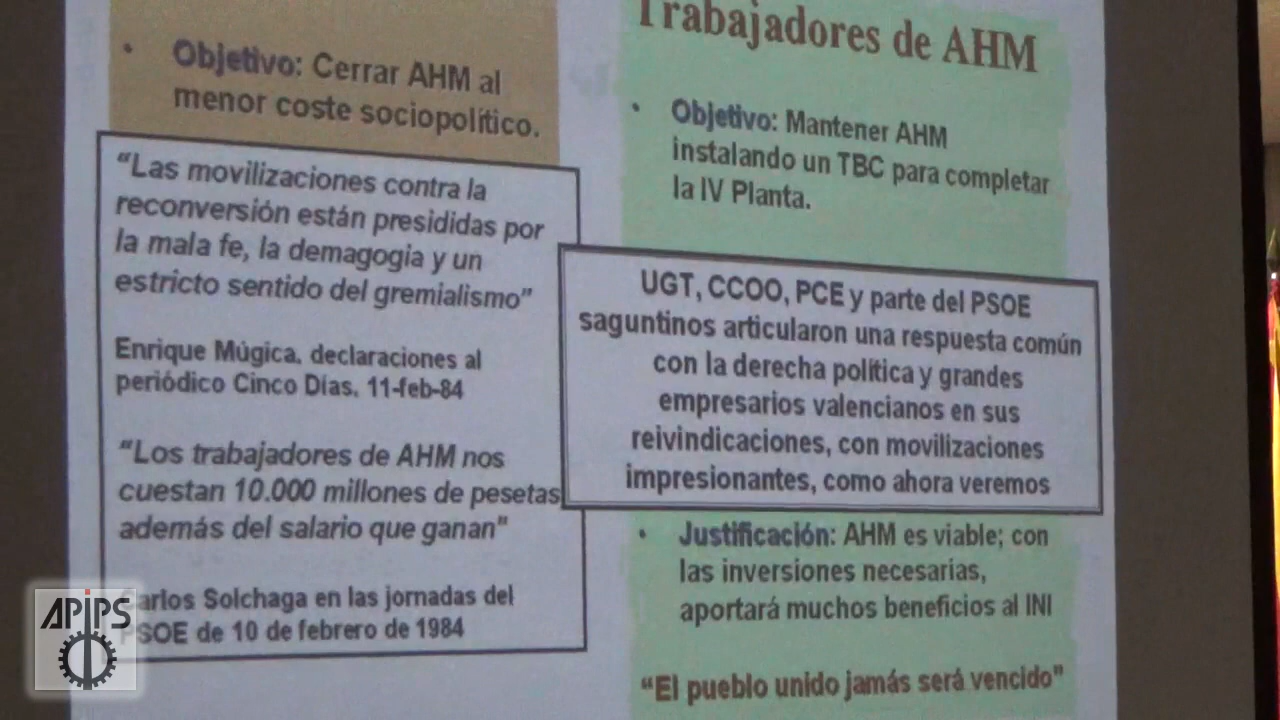 • Objetivo: Cerrar AHM al
menor coste sociopolítico.
“Las movilizaciones contra la
reconversión están presididas por
la mala fe, la demagogia y un
estricto sentido del gremialismo”
Enrique Múgica. declaraciones al
periódico Cinco Días. 11-feb-84
“Los trabajadores de AHM nos
cuestan 10.000 millones de pesetas
además del salario que ganan”
Carlos Solchaga en las jornadas del
PSOE de 10 de febrero de 1984
Trabajadores de AHM
• Objetivo: Mantener AHM
instalando un TBC para completar
la IV Planta.
UGT, CCOO, PCE y parte del PSOE
saguntinos articularon una respuesta común
con la derecha política y grandes
empresarios valencianos en sus
reivindicaciones, con movilizaciones
impresionantes, como ahora veremos
• Justificación: AHM es viable; con
las inversiones necesarias,
aportará muchos beneficios al INI
“El pueblo unido jamás será vencido”
APIPS